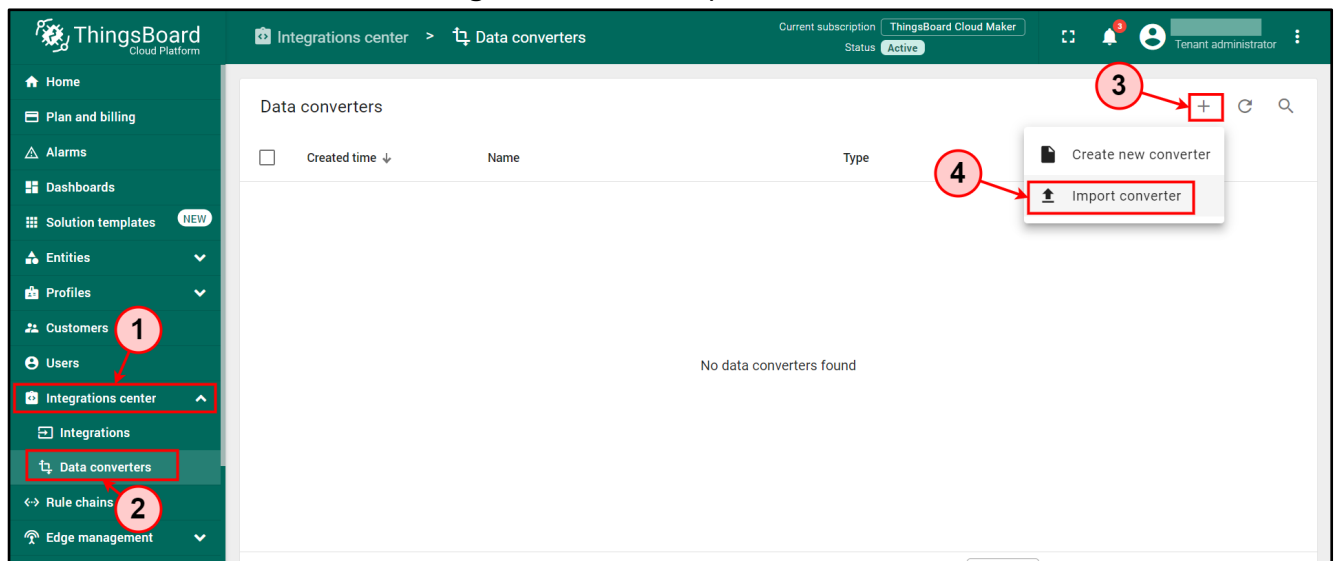 ThingsBoard
Cloud Platform
Integrations center > Data converters
Current subscription ThingsBoard Cloud Maker
Status Active
3
Tenant administrator
Home
Plan and billing
Alarms
Dashboards
Solution templates NEW
Entities
Profiles
Customers
Users
Integrations center
Integrations
Data converters
Rule chains
Edge management
1
2
Data converters
3
+
Created time ↓ Name Type
4
Create new converter
Import converter
No data converters found